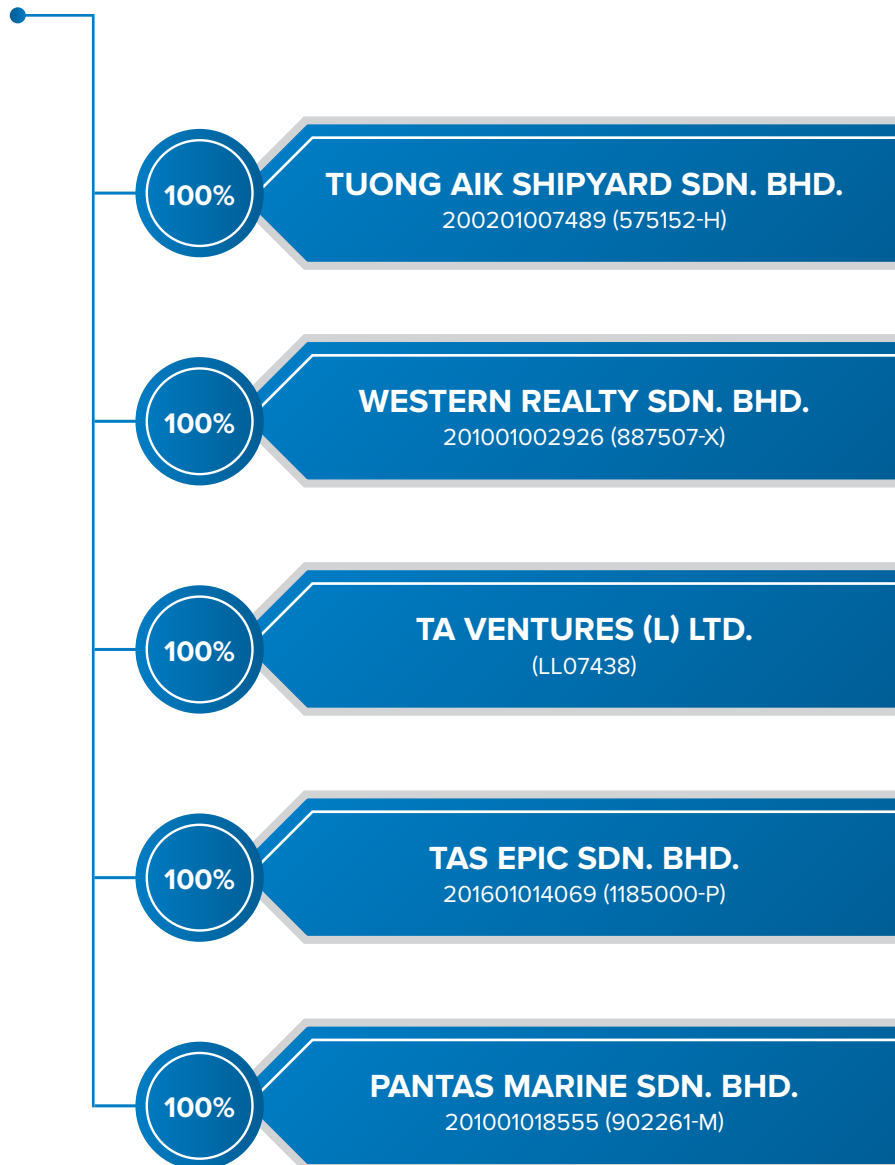 100%
TUONG AIK SHIPYARD SDN. BHD.
200201007489 (575152-H)
100%
WESTERN REALTY SDN. BHD.
201001002926 (887507-X)
100%
TA VENTURES (L) LTD.
(LL07438)
100%
TAS EPIC SDN. BHD.
201601014069 (1185000-P)
100%
PANTAS MARINE SDN. BHD.
201001018555 (902261-M)